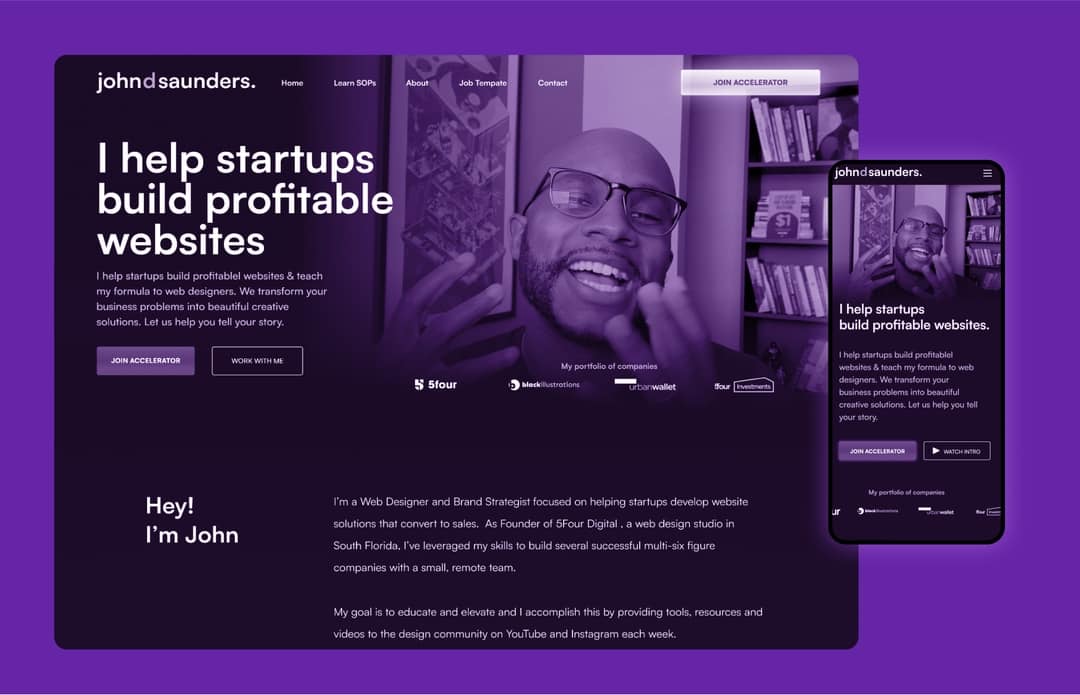 johndsaunders.
Home
Learn SOPs
About
Job Tempate
Contact
JOIN ACCELERATOR
I help startups
build profitable
websites
I help startups build profitablel websites & teach
my formula to web designers. We transform your
business problems into beautiful creative
solutions. Let us help you tell your story.
JOIN ACCELERATOR
WORK WITH ME
$1
My portfolio of companies
5four
blackillustrations
urbanwallet
four Investments
Hey!
I'm John
I'm a Web Designer and Brand Strategist focused on helping startups develop website
solutions that convert to sales. As Founder of 5Four Digital , a web design studio in
South Florida, I've leveraged my skills to build several successful multi-six figure
companies with a small, remote team.
My goal is to educate and elevate and I accomplish this by providing tools, resources and
videos to the design community on YouTube and Instagram each week.
johndsaunders.
I help startups
build profitable websites.
I help startups build profitablel
websites & teach my formula to web
designers. We transform your
business problems into beautiful
creative solutions. Let us help you tell
your story.
JOIN ACCELERATOR
WATCH INTRO
My portfolio of companies
ur
blackillustrations
urbanwallet
four Investments